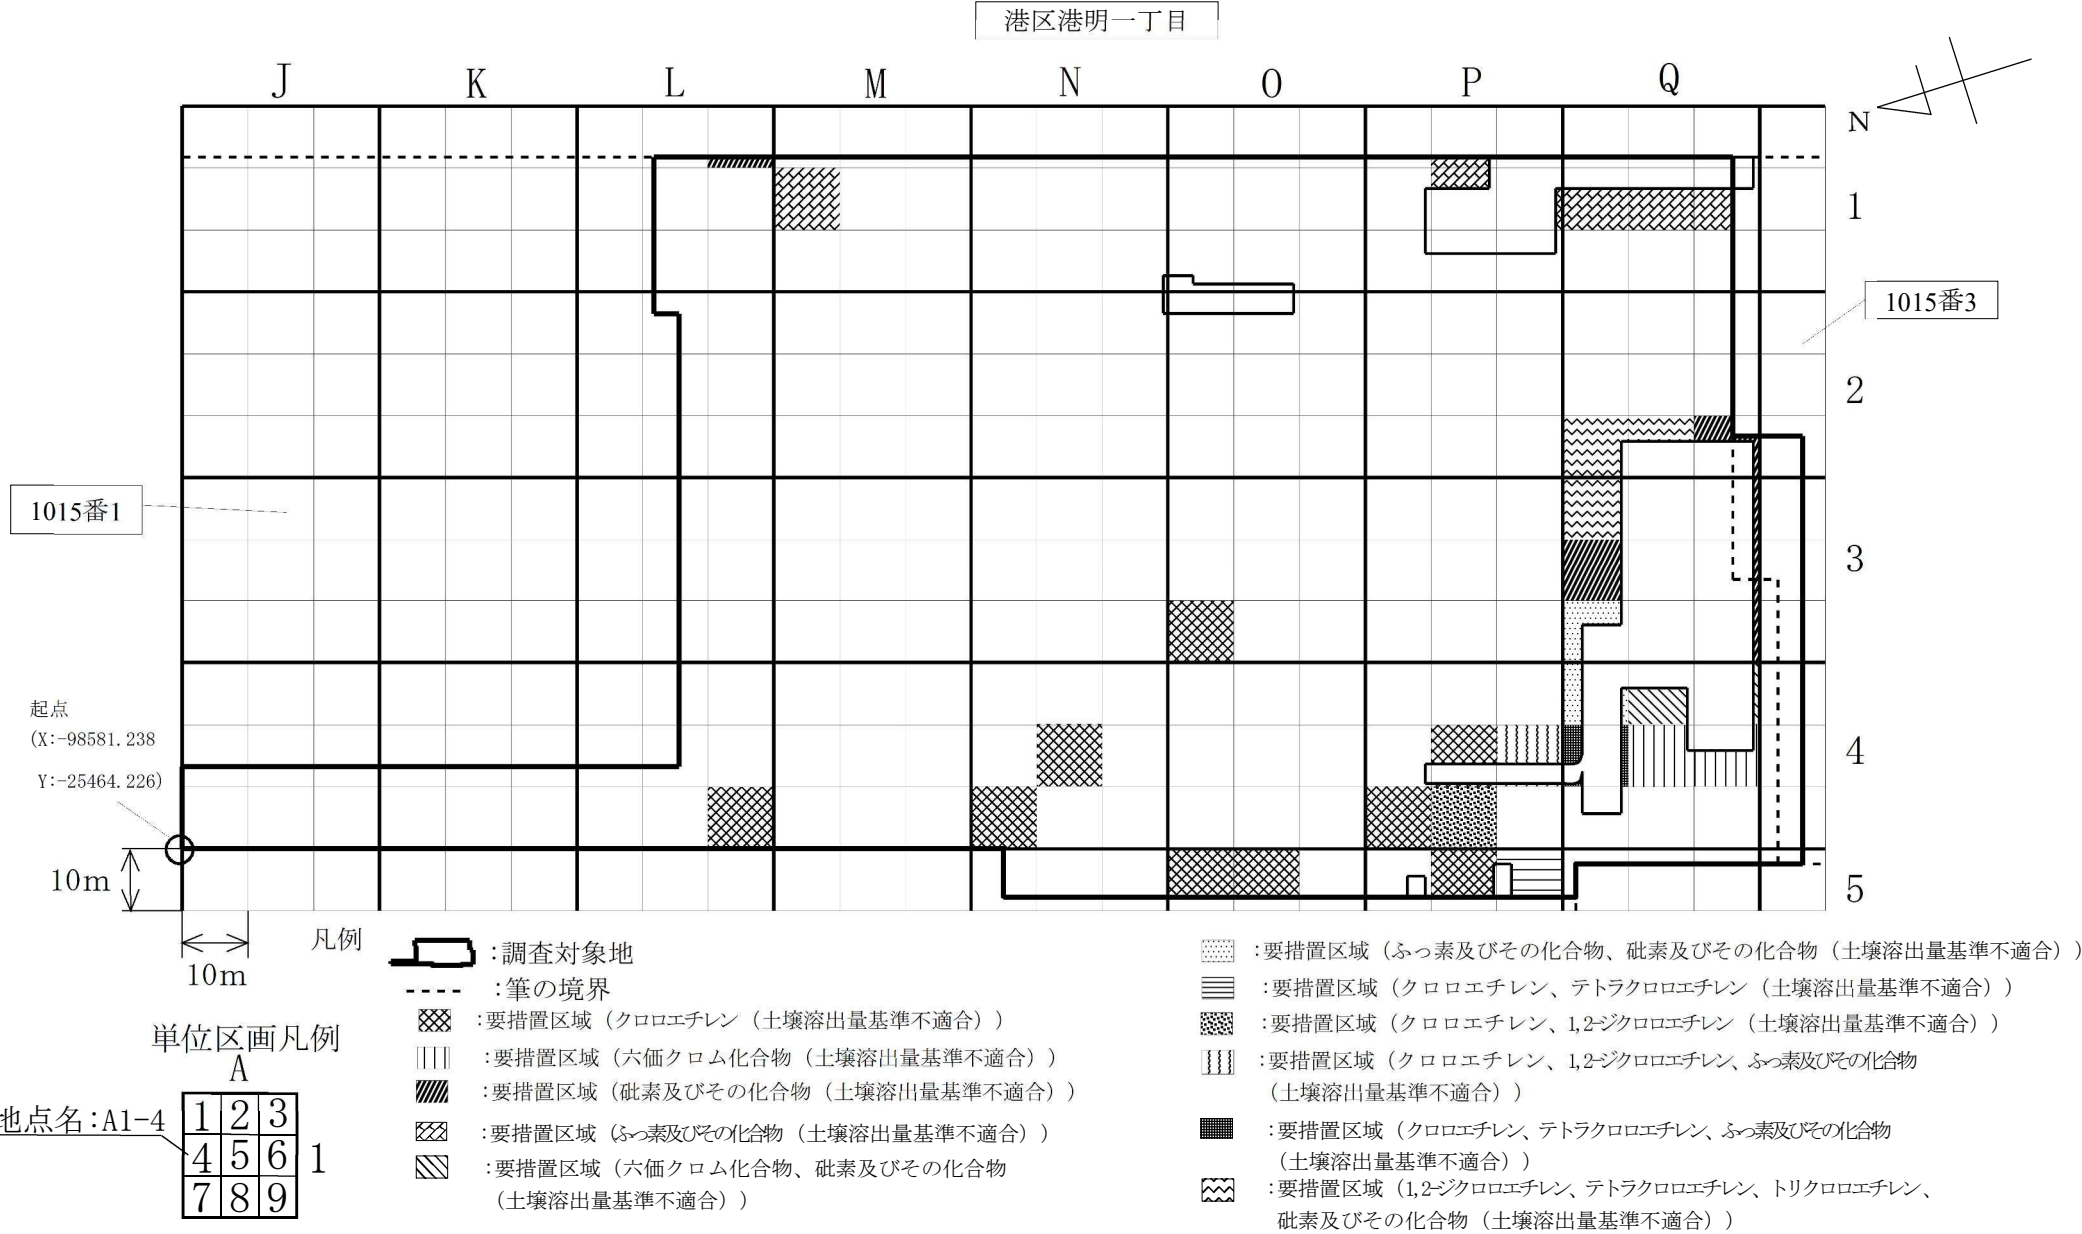 港区港明一丁目
J K L M N O P Q
N
1
2
3
4
5
1015番3
1015番1
起点
(X:-98581.238
Y:-25464.226)
10m
10m
凡例
:調査対象地
:筆の境界
:要措置区域（クロロエチレン（土壌溶出量基準不適合））
:要措置区域（六価クロム化合物（土壌溶出量基準不適合））
:要措置区域（砒素及びその化合物（土壌溶出量基準不適合））
:要措置区域（ふっ素及びその化合物（土壌溶出量基準不適合））
:要措置区域（六価クロム化合物、砒素及びその化合物
（土壌溶出量基準不適合））
:要措置区域（ふっ素及びその化合物、砒素及びその化合物（土壌溶出量基準不適合））
:要措置区域（クロロエチレン、テトラクロロエチレン（土壌溶出量基準不適合））
:要措置区域（クロロエチレン、1,2-ジクロロエチレン（土壌溶出量基準不適合））
:要措置区域（クロロエチレン、1,2-ジクロロエチレン、ふっ素及びその化合物
（土壌溶出量基準不適合））
:要措置区域（クロロエチレン、テトラクロロエチレン、ふっ素及びその化合物
（土壌溶出量基準不適合））
:要措置区域（1,2-ジクロロエチレン、テトラクロロエチレン、トリクロロエチレン、
砒素及びその化合物（土壌溶出量基準不適合））
単位区画凡例
A
地点名:A1-4
1 2 3
4 5 6 1
7 8 9